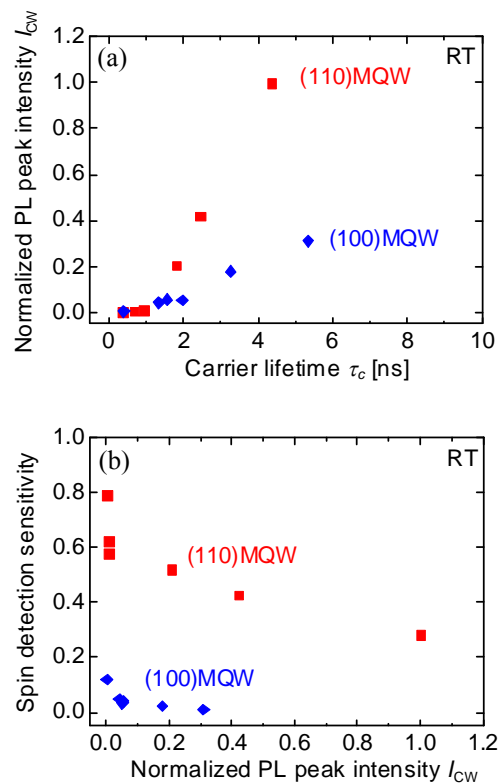 (a)
RT
(110)MQW
(100)MQW
Normalized PL peak intensity I_CW
1.2
1.0
0.8
0.6
0.4
0.2
0.0
0 2 4 6 8 10
Carrier lifetime τ_c [ns]
(b)
RT
(110)MQW
(100)MQW
Spin detection sensitivity
1.0
0.8
0.6
0.4
0.2
0.0
0.0 0.2 0.4 0.6 0.8 1.0 1.2
Normalized PL peak intensity I_CW